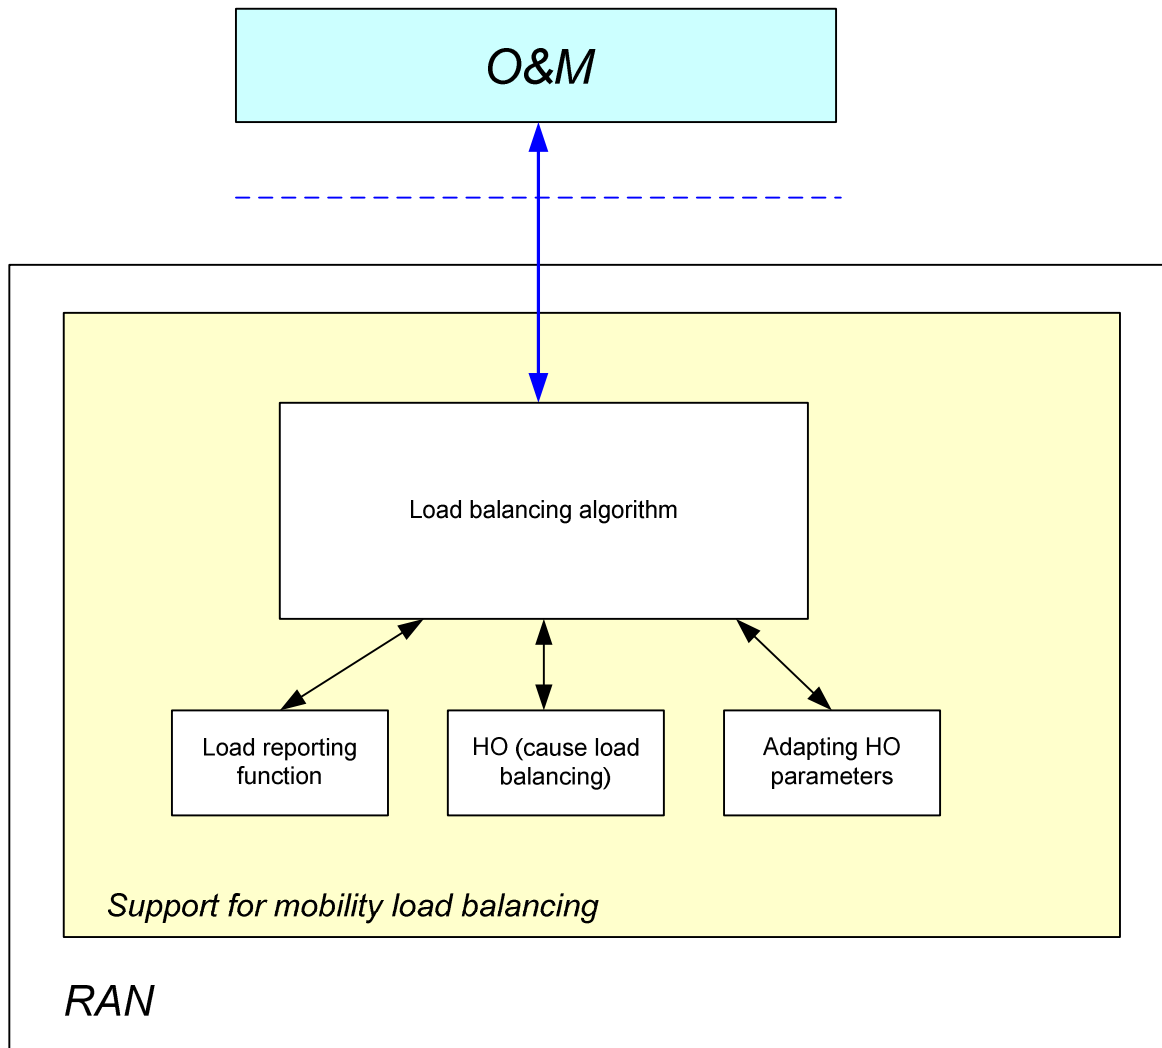 O&M
Load balancing algorithm
Load reporting
function
HO (cause load
balancing)
Adapting HO
parameters
Support for mobility load balancing
RAN